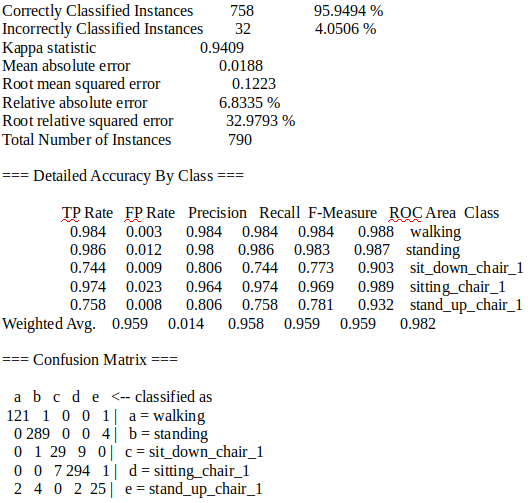 Correctly Classified Instances 758 95.9494 %
Incorrectly Classified Instances 32 4.0506 %
Kappa statistic 0.9409
Mean absolute error 0.0188
Root mean squared error 0.1223
Relative absolute error 6.8335 %
Root relative squared error 32.9793 %
Total Number of Instances 790
=== Detailed Accuracy By Class ===
TP Rate FP Rate Precision Recall F-Measure ROC Area Class
0.984 0.003 0.984 0.984 0.984 0.988 walking
0.986 0.012 0.98 0.986 0.983 0.987 standing
0.744 0.009 0.806 0.744 0.773 0.903 sit_down_chair_1
0.974 0.023 0.964 0.974 0.969 0.989 sitting_chair_1
0.758 0.008 0.806 0.758 0.781 0.932 stand_up_chair_1
Weighted Avg. 0.959 0.014 0.958 0.959 0.959 0.982
=== Confusion Matrix ===
a b c d e <-- classified as
121 1 0 0 1 | a = walking
0 289 0 0 4 | b = standing
0 1 29 9 0 | c = sit_down_chair_1
0 0 7 294 1 | d = sitting_chair_1
2 4 0 2 25 | e = stand_up_chair_1